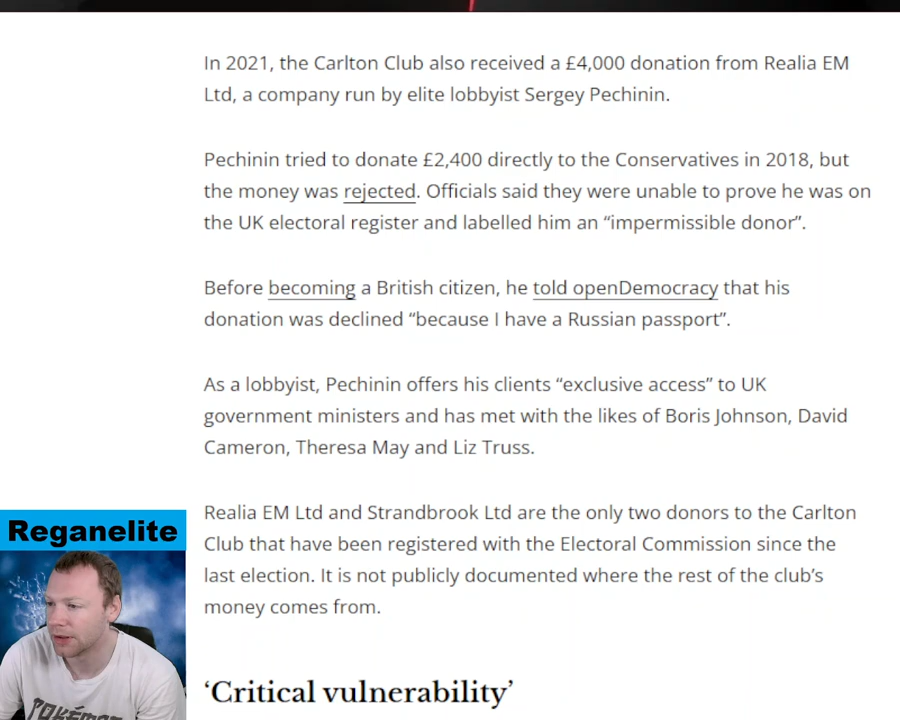 In 2021, the Carlton Club also received a £4,000 donation from Realia EM
Ltd, a company run by elite lobbyist Sergey Pechinin.
Pechinin tried to donate £2,400 directly to the Conservatives in 2018, but
the money was rejected. Officials said they were unable to prove he was on
the UK electoral register and labelled him an “impermissible donor”.
Before becoming a British citizen, he told openDemocracy that his
donation was declined “because I have a Russian passport”.
As a lobbyist, Pechinin offers his clients “exclusive access” to UK
government ministers and has met with the likes of Boris Johnson, David
Cameron, Theresa May and Liz Truss.
Realia EM Ltd and Strandbrook Ltd are the only two donors to the Carlton
Club that have been registered with the Electoral Commission since the
last election. It is not publicly documented where the rest of the club’s
money comes from.
‘Critical vulnerability’
Reganelite